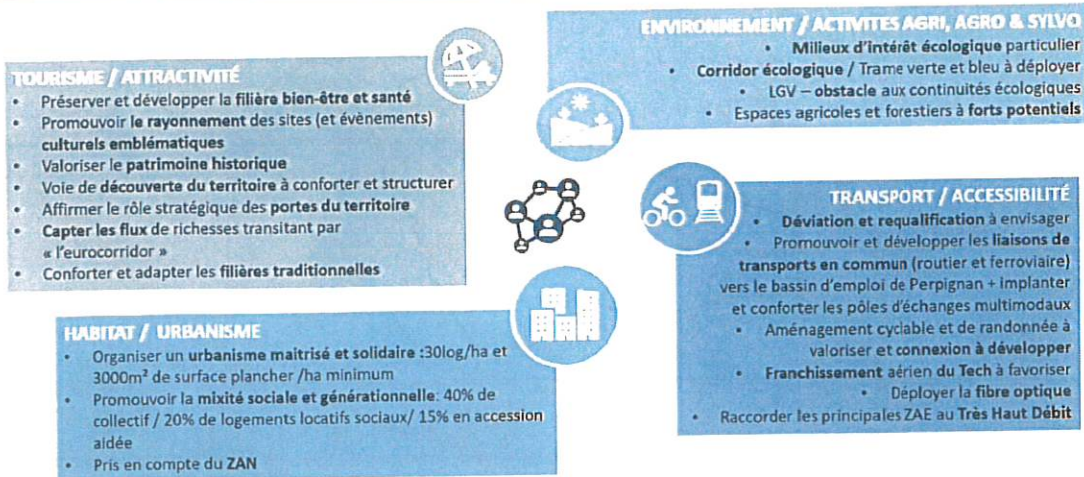 TOURISME / ATTRACTIVITÉ
• Préserver et développer la filière bien-être et santé
• Promouvoir le rayonnement des sites (et évènements)
culturels emblématiques
• Valoriser le patrimoine historique
• Voie de découverte du territoire à conforter et structurer
• Affirmer le rôle stratégique des portes du territoire
• Capter les flux de richesses transitant par
« l'eurocorridor »
• Conforter et adapter les filières traditionnelles
ENVIRONNEMENT / ACTIVITES AGRI, AGRO & SYLVO
• Milieux d'intérêt écologique particulier
• Corridor écologique / Trame verte et bleu à déployer
• LGV – obstacle aux continuités écologiques
• Espaces agricoles et forestiers à forts potentiels
TRANSPORT / ACCESSIBILITÉ
• Déviation et requalification à envisager
• Promouvoir et développer les liaisons de
transports en commun (routier et ferroviaire)
vers le bassin d'emploi de Perpignan + implanter
et conforter les pôles d'échanges multimodaux
• Aménagement cyclable et de randonnée à
valoriser et connexion à développer
• Franchissement aérien du Tech à favoriser
• Déployer la fibre optique
• Raccorder les principales ZAE au Très Haut Débit
HABITAT / URBANISME
• Organiser un urbanisme maitrisé et solidaire :30log/ha et
3000m² de surface plancher /ha minimum
• Promouvoir la mixité sociale et générationnelle: 40% de
collectif / 20% de logements locatifs sociaux/ 15% en accession
aidée
• Pris en compte du ZAN